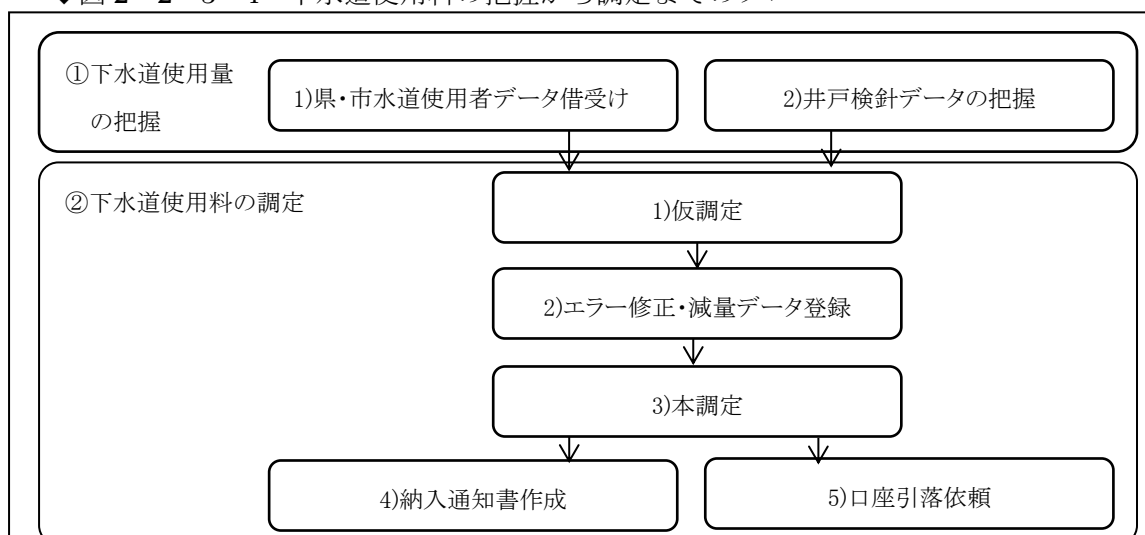 ①下水道使用量
の把握
1)県・市水道使用者データ借受け
2)井戸検針データの把握
②下水道使用料の調定
1)仮調定
2)エラー修正・減量データ登録
3)本調定
4)納入通知書作成
5)口座引落依頼